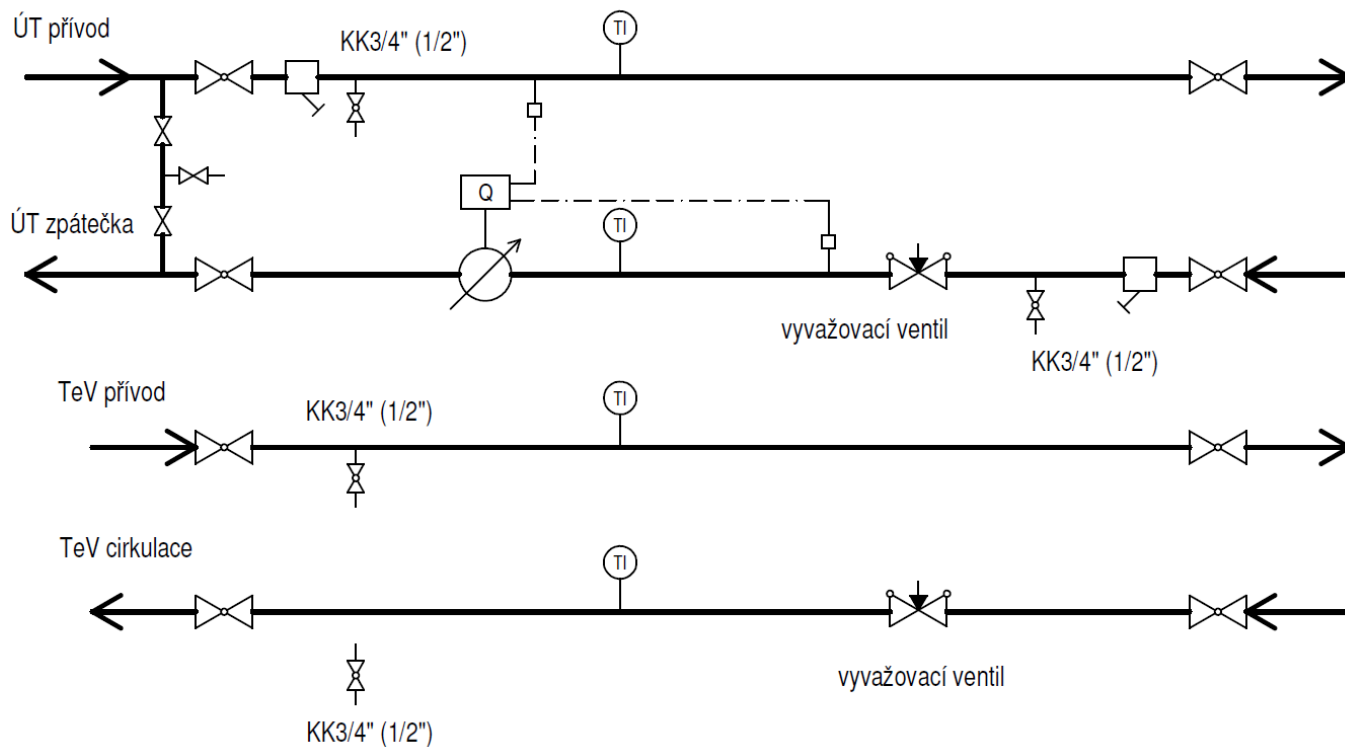 ÚT přívod
KK3/4" (1/2")
TI
Q
ÚT zpátečka
TI
vyvažovací ventil
KK3/4" (1/2")
TeV přívod
KK3/4" (1/2")
TI
TeV cirkulace
TI
vyvažovací ventil
KK3/4" (1/2")